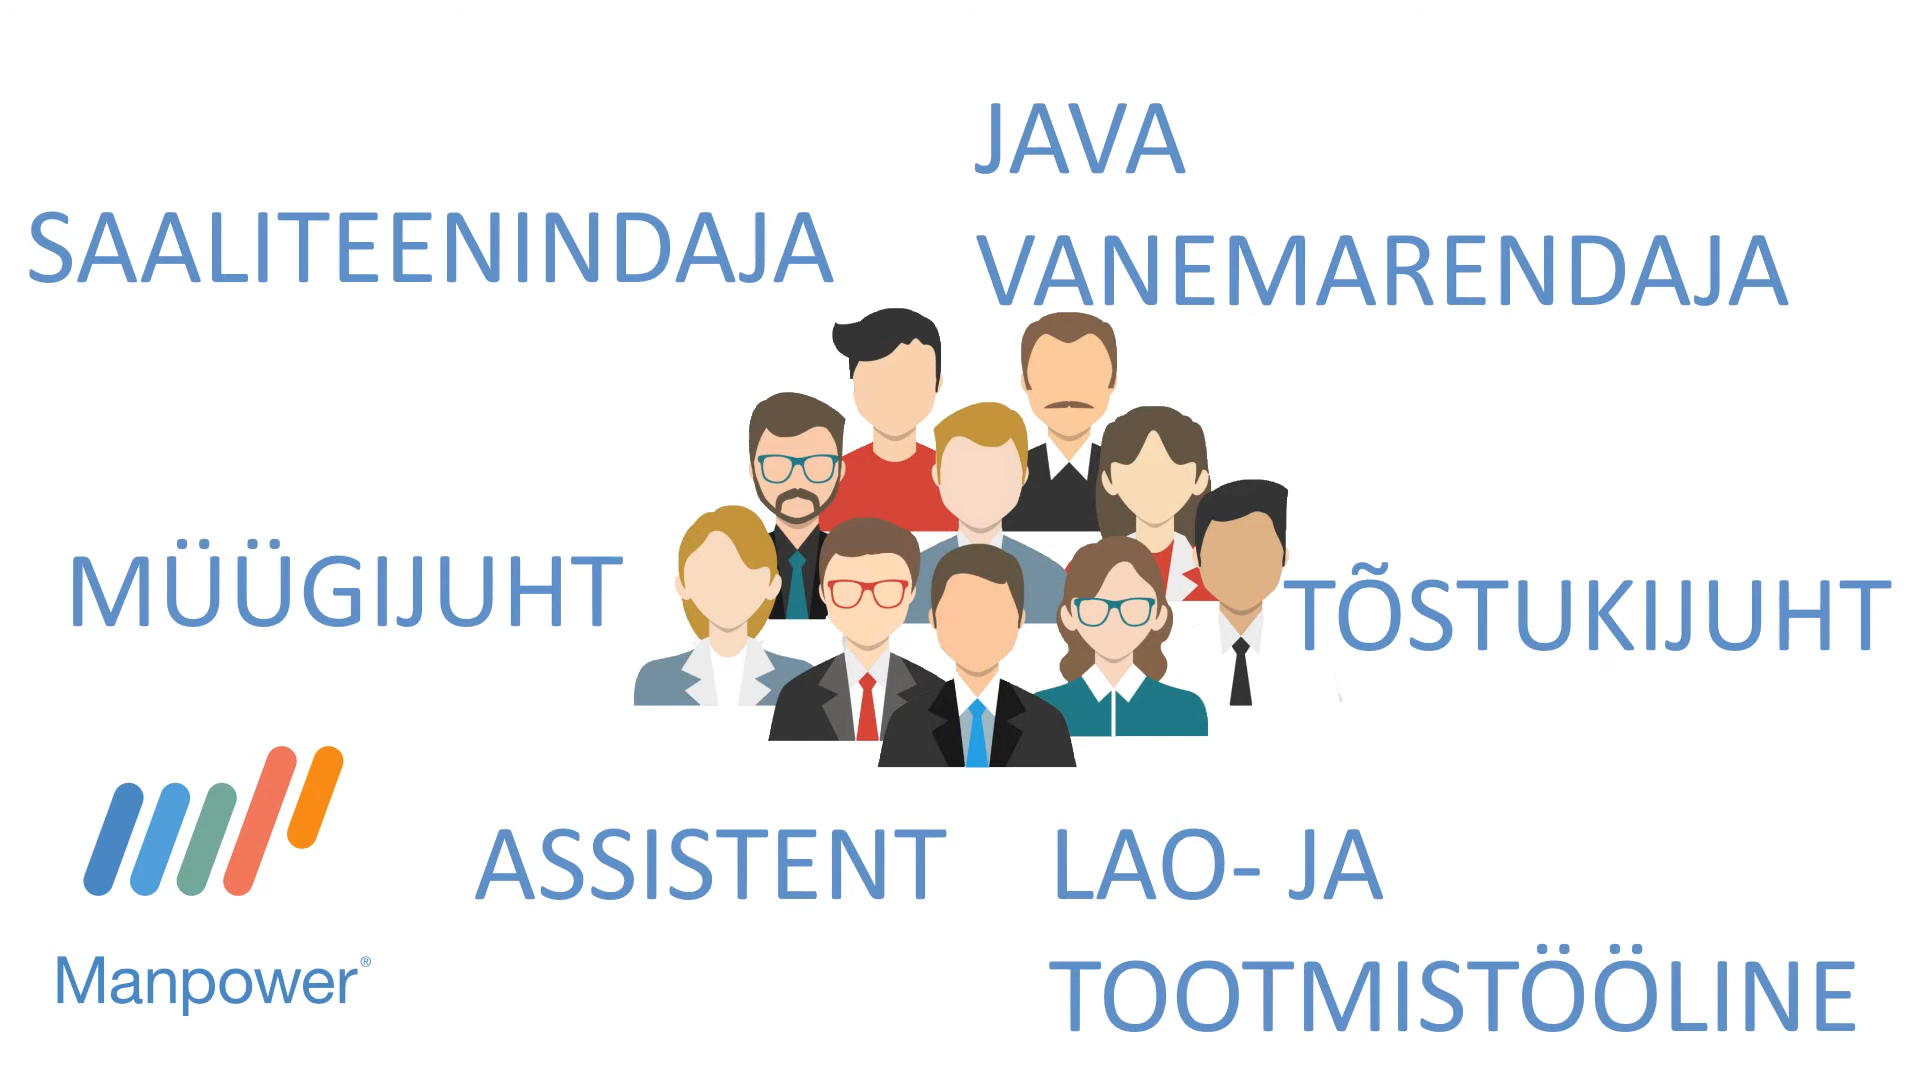 JAVA
VANEMARENDAJA
SAALITEENINDAJA
MÜÜGIJUHT
TÕSTUKIJUHT
ASSISTENT
LAO- JA
TOOTMISTÖÖLINE
Manpower®